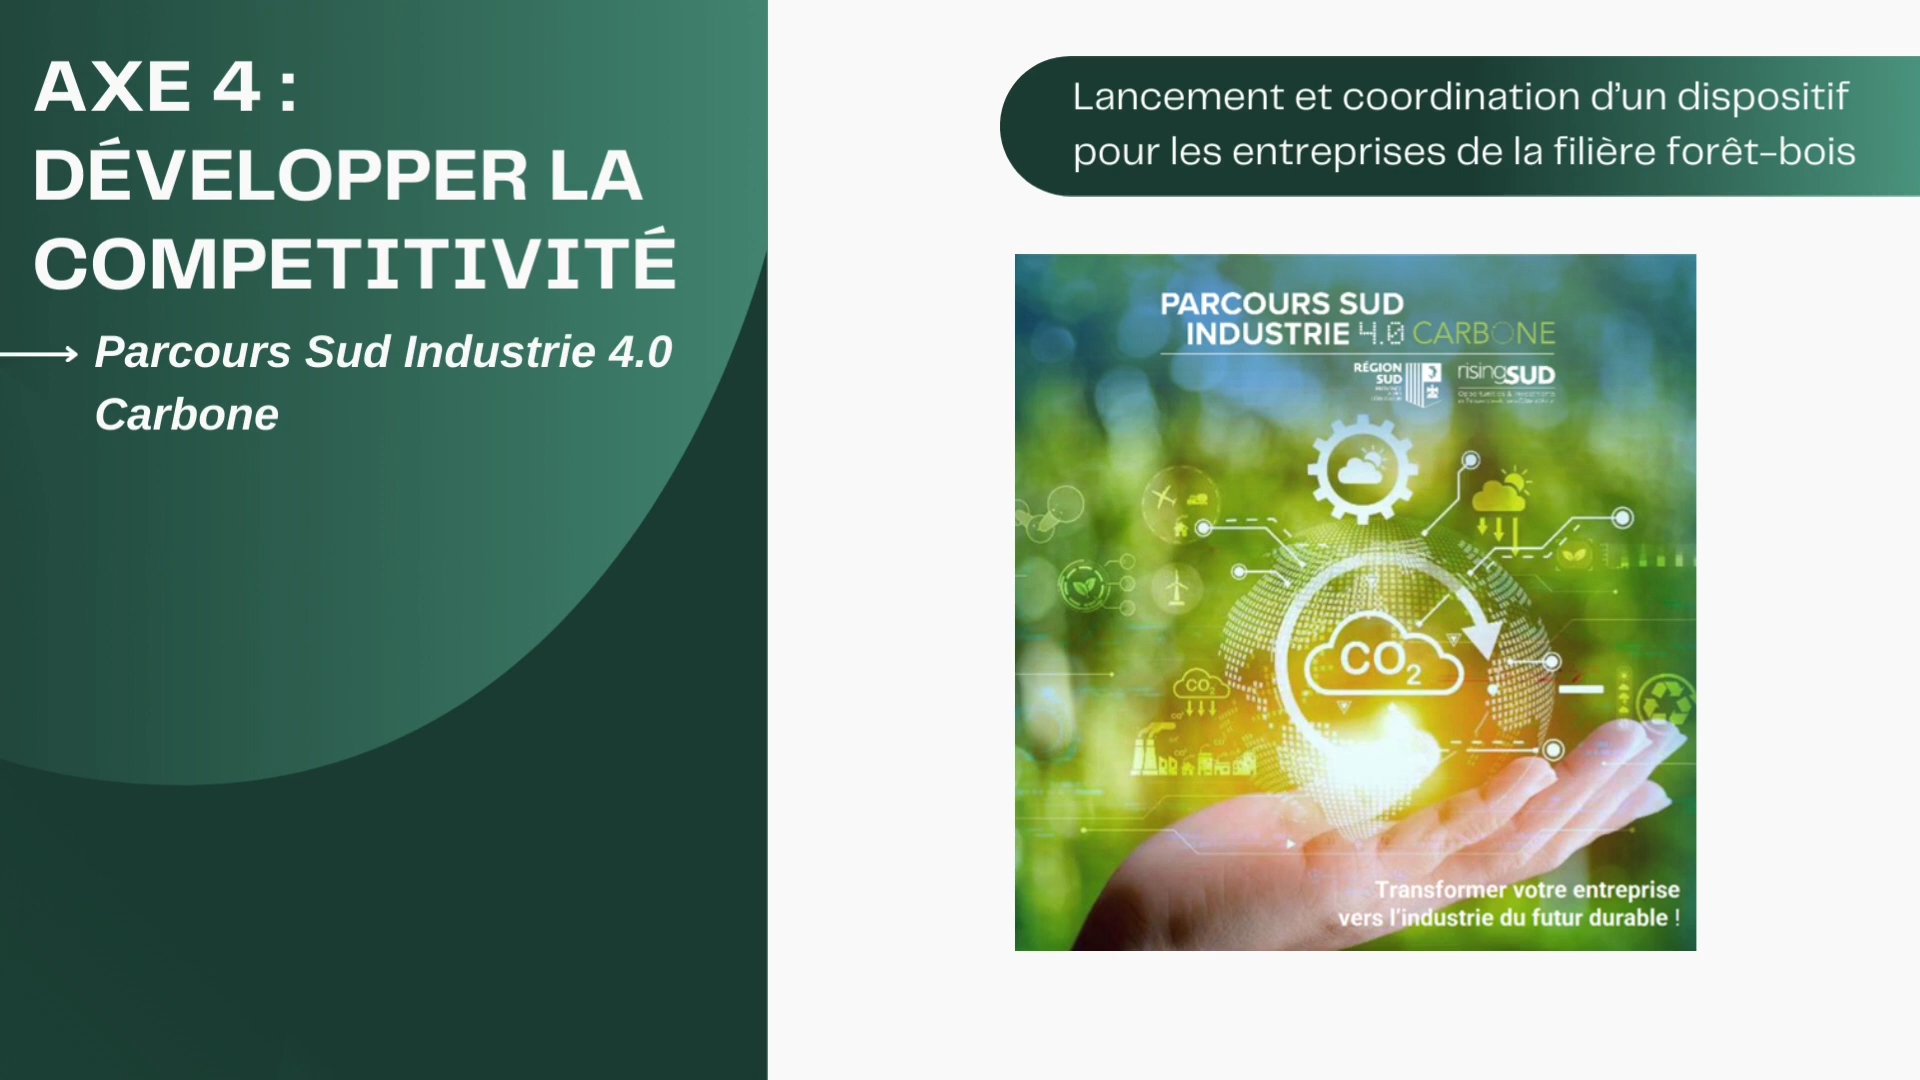 AXE 4 :
DÉVELOPPER LA
COMPETITIVITÉ
Parcours Sud Industrie 4.0
Carbone
Lancement et coordination d’un dispositif
pour les entreprises de la filière forêt-bois
PARCOURS SUD
INDUSTRIE 4.0 CARBONE
RÉGION
SUD
risingSUD
CO2
CO2
Transformer votre entreprise
vers l’industrie du futur durable !